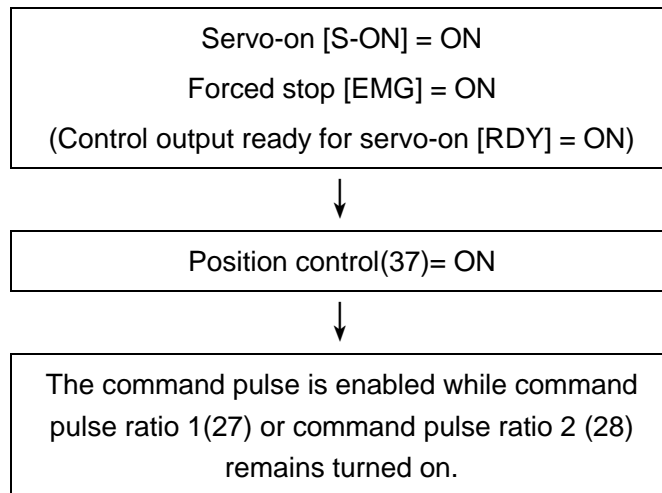 Servo-on [S-ON] = ON
Forced stop [EMG] = ON
(Control output ready for servo-on [RDY] = ON)
Position control(37)= ON
The command pulse is enabled while command
pulse ratio 1(27) or command pulse ratio 2 (28)
remains turned on.